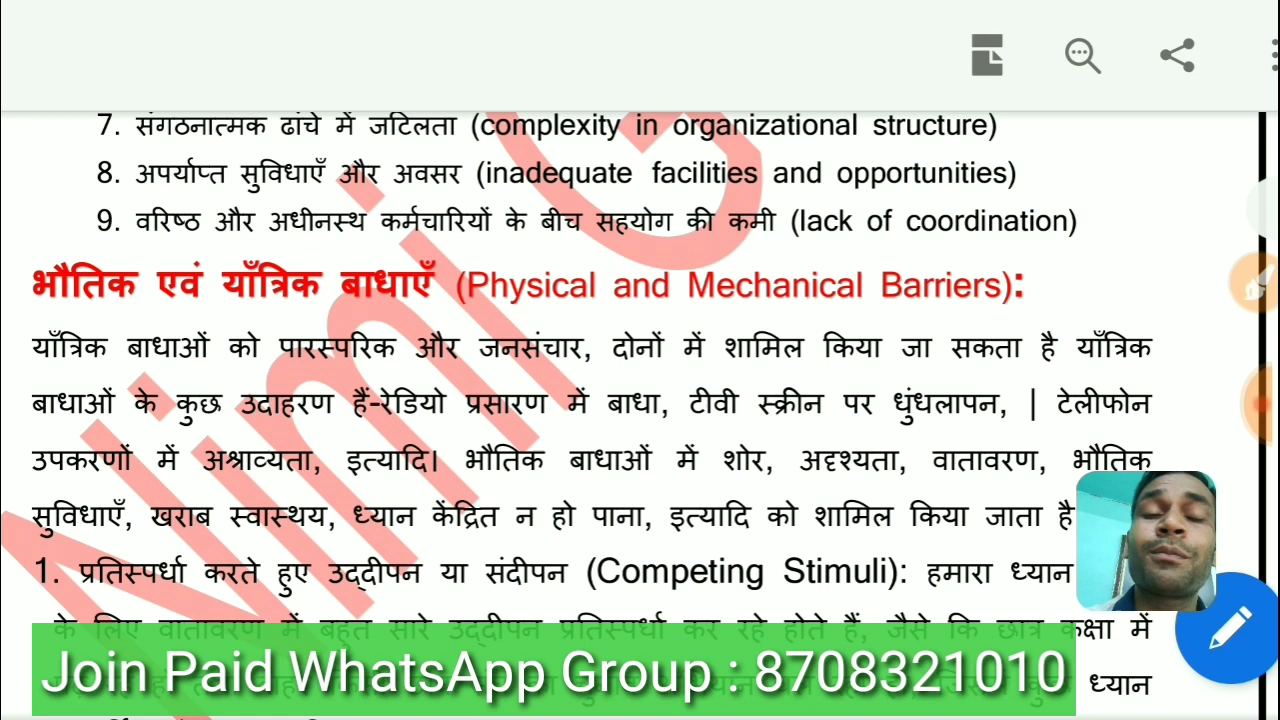 7. संगठनात्मक ढांचे में जटिलता (complexity in organizational structure)
8. अपर्याप्त सुविधाएँ और अवसर (inadequate facilities and opportunities)
9. वरिष्ठ और अधीनस्थ कर्मचारियों के बीच सहयोग की कमी (lack of coordination)
भौतिक एवं याँत्रिक बाधाएँ (Physical and Mechanical Barriers):
याँत्रिक बाधाओं को पारस्परिक और जनसंचार, दोनों में शामिल किया जा सकता है याँत्रिक
बाधाओं के कुछ उदाहरण हैं-रेडियो प्रसारण में बाधा, टीवी स्क्रीन पर धुंधलापन, | टेलीफोन
उपकरणों में अश्राव्यता, इत्यादि। भौतिक बाधाओं में शोर, अदृश्यता, वातावरण, भौतिक
सुविधाएँ, खराब स्वास्थय, ध्यान केंद्रित न हो पाना, इत्यादि को शामिल किया जाता है
1. प्रतिस्पर्धा करते हुए उद्दीपन या संदीपन (Competing Stimuli): हमारा ध्यान
के लिए वातावरण में बहुत सारे उद्दीपन प्रतिस्पर्धा कर रहे होते हैं, जैसे कि छात्र कक्षा में
ध्यान
Join Paid WhatsApp Group : 8708321010
Nimi G